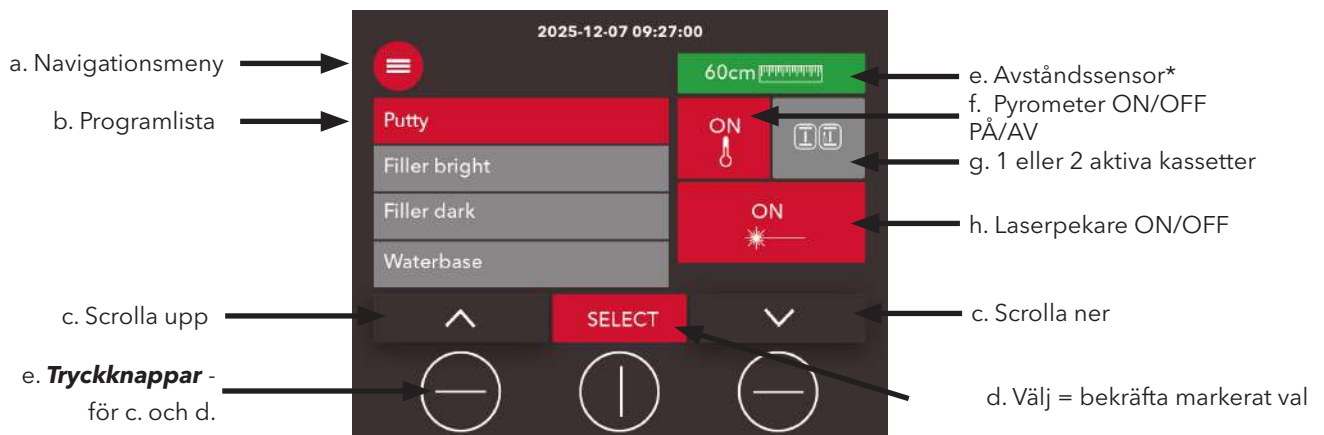 2025-12-07 09:27:00
a. Navigationsmeny
60cm
e. Avståndssensor*
b. Programlista
Putty
ON
f. Pyrometer ON/OFF
PÅ/AV
Filler bright
g. 1 eller 2 aktiva kassetter
Filler dark
ON
h. Laserpekare ON/OFF
Waterbase
c. Scrolla upp
SELECT
c. Scrolla ner
e. Tryckknappar -
för c. och d.
d. Välj = bekräfta markerat val